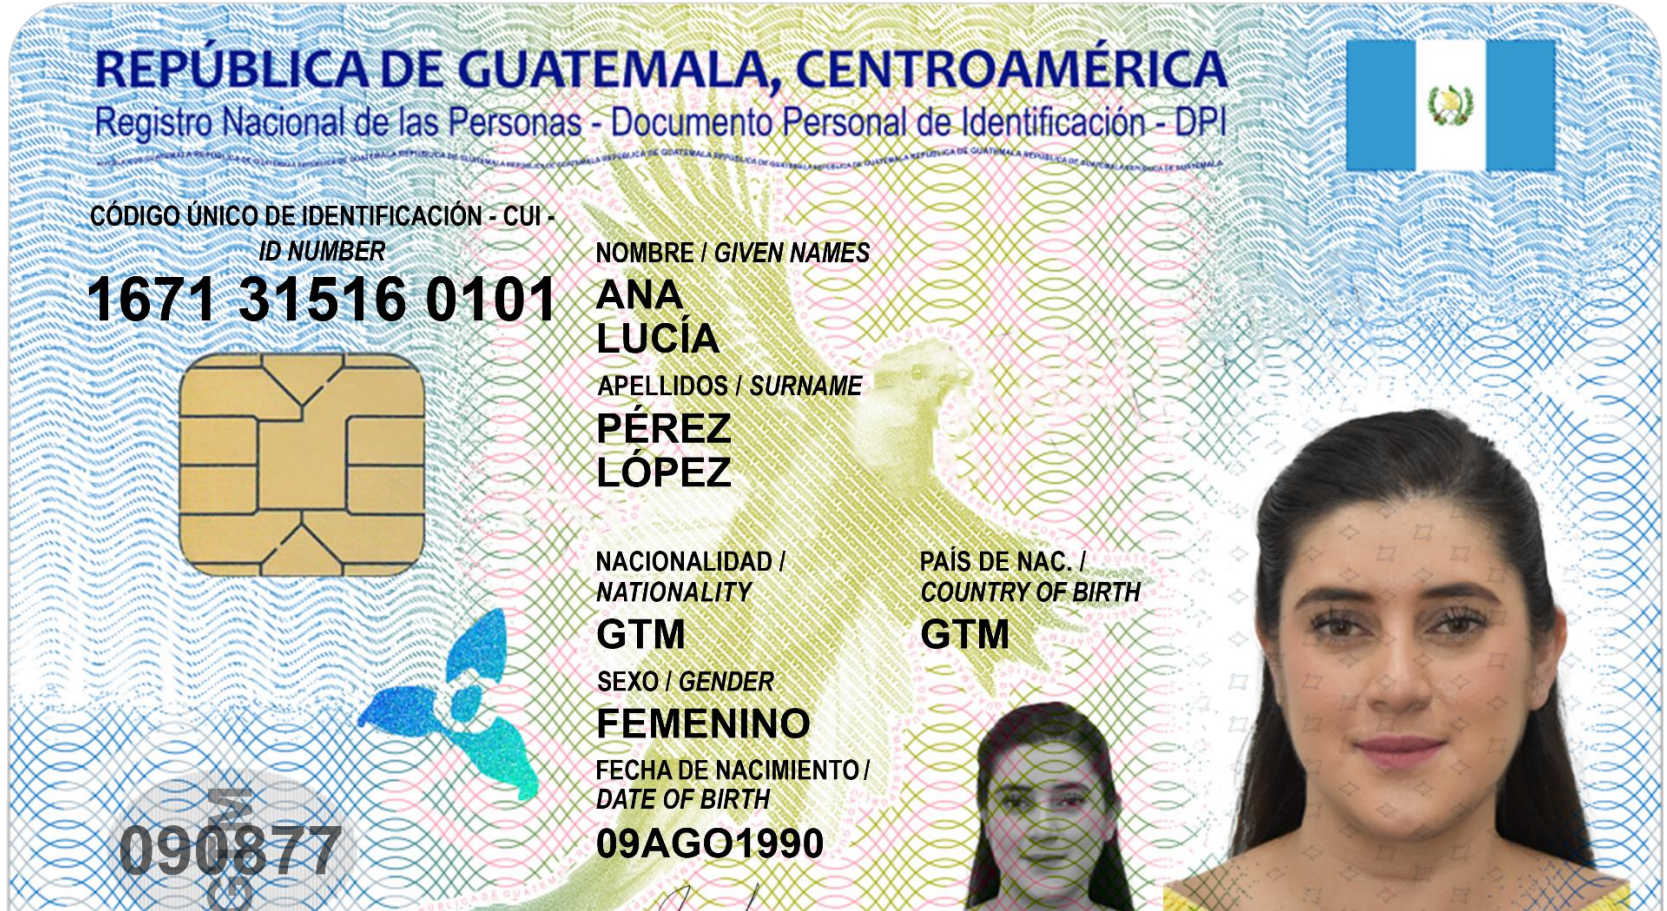 REPÚBLICA DE GUATEMALA, CENTROAMÉRICA
Registro Nacional de las Personas - Documento Personal de Identificación - DPI
CÓDIGO ÚNICO DE IDENTIFICACIÓN - CUI -
ID NUMBER
1671 31516 0101
NOMBRE / GIVEN NAMES
ANA
LUCÍA
APELLIDOS / SURNAME
PÉREZ
LÓPEZ
NACIONALIDAD /
NATIONALITY
GTM
PAÍS DE NAC. /
COUNTRY OF BIRTH
GTM
SEXO / GENDER
FEMENINO
FECHA DE NACIMIENTO /
DATE OF BIRTH
09AGO1990
090877